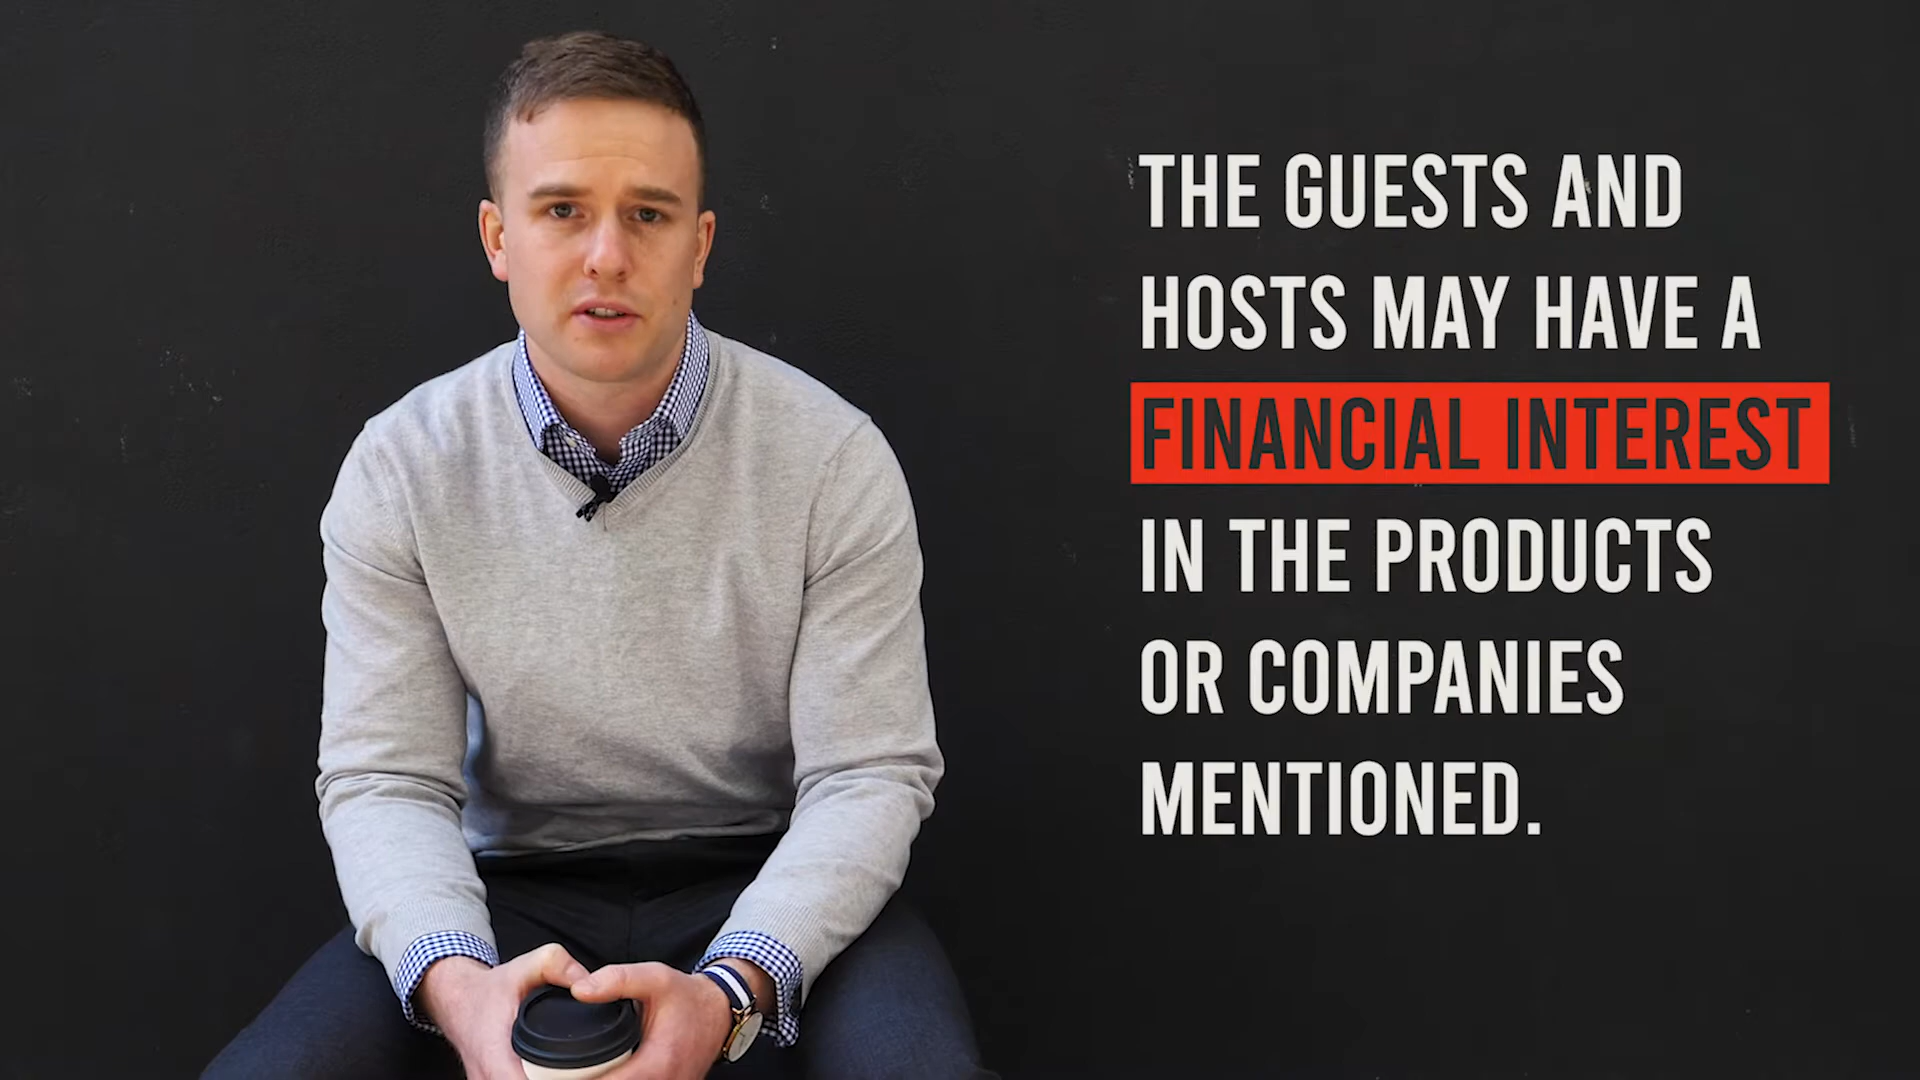 THE GUESTS AND
HOSTS MAY HAVE A
FINANCIAL INTEREST
IN THE PRODUCTS
OR COMPANIES
MENTIONED.